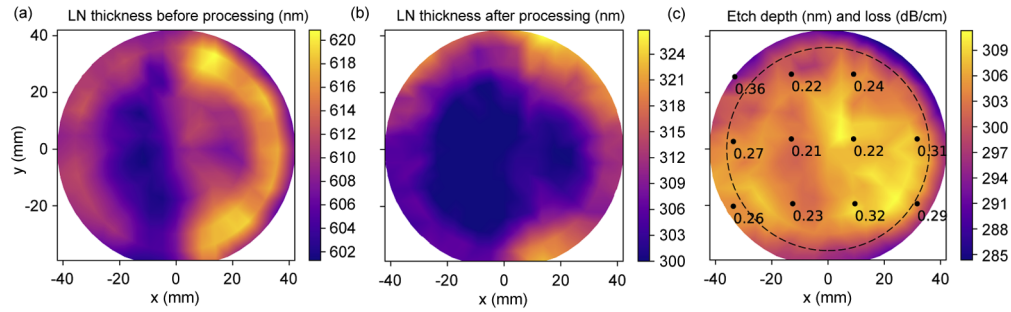 (a) LN thickness before processing (nm)
40
20
0
-20
y (mm)
-40 -20 0 20 40
x (mm)
620
618
616
614
612
610
608
606
604
602
(b) LN thickness after processing (nm)
-40 -20 0 20 40
x (mm)
324
321
318
315
312
309
306
303
300
(c) Etch depth (nm) and loss (dB/cm)
0.36 0.22 0.24
0.27 0.21 0.22 0.31
0.26 0.23 0.32 0.29
-40 -20 0 20 40
x (mm)
309
306
303
300
297
294
291
288
285